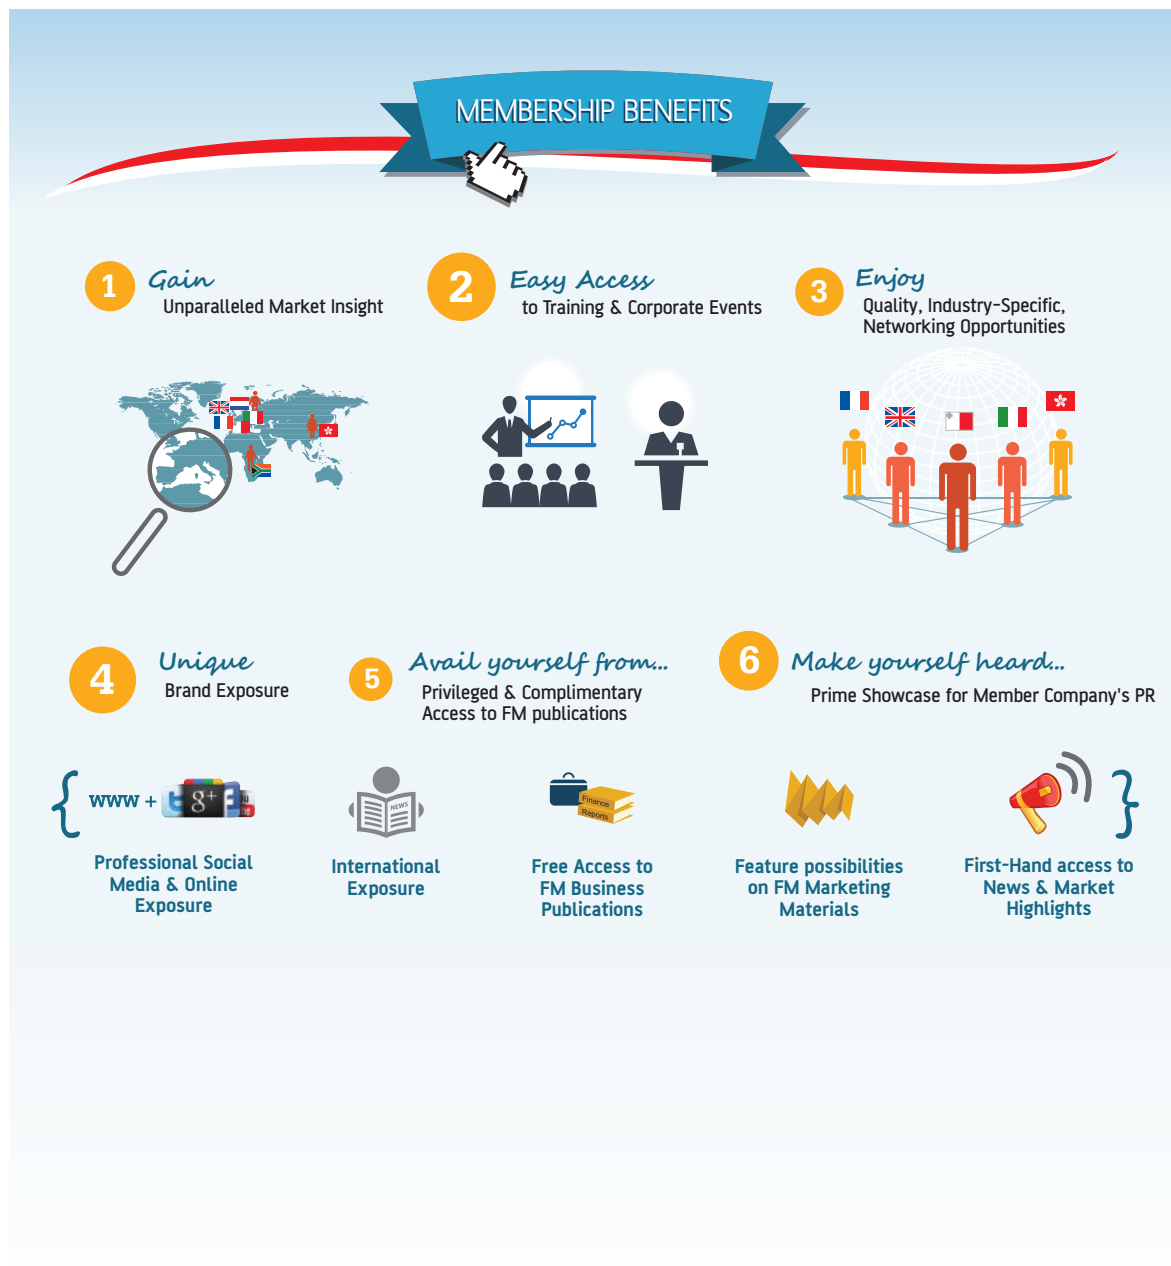 MEMBERSHIP BENEFITS
1
Gain
Unparalleled Market Insight
2
Easy Access
to Training & Corporate Events
3
Enjoy
Quality, Industry-Specific,
Networking Opportunities
4
Unique
Brand Exposure
5
Avail yourself from...
Privileged & Complimentary
Access to FM publications
6
Make yourself heard...
Prime Showcase for Member Company's PR
{ www +
g+
NEWS
Finance
Reports
}
Professional Social
Media & Online
Exposure
International
Exposure
Free Access to
FM Business
Publications
Feature possibilities
on FM Marketing
Materials
First-Hand access to
News & Market
Highlights